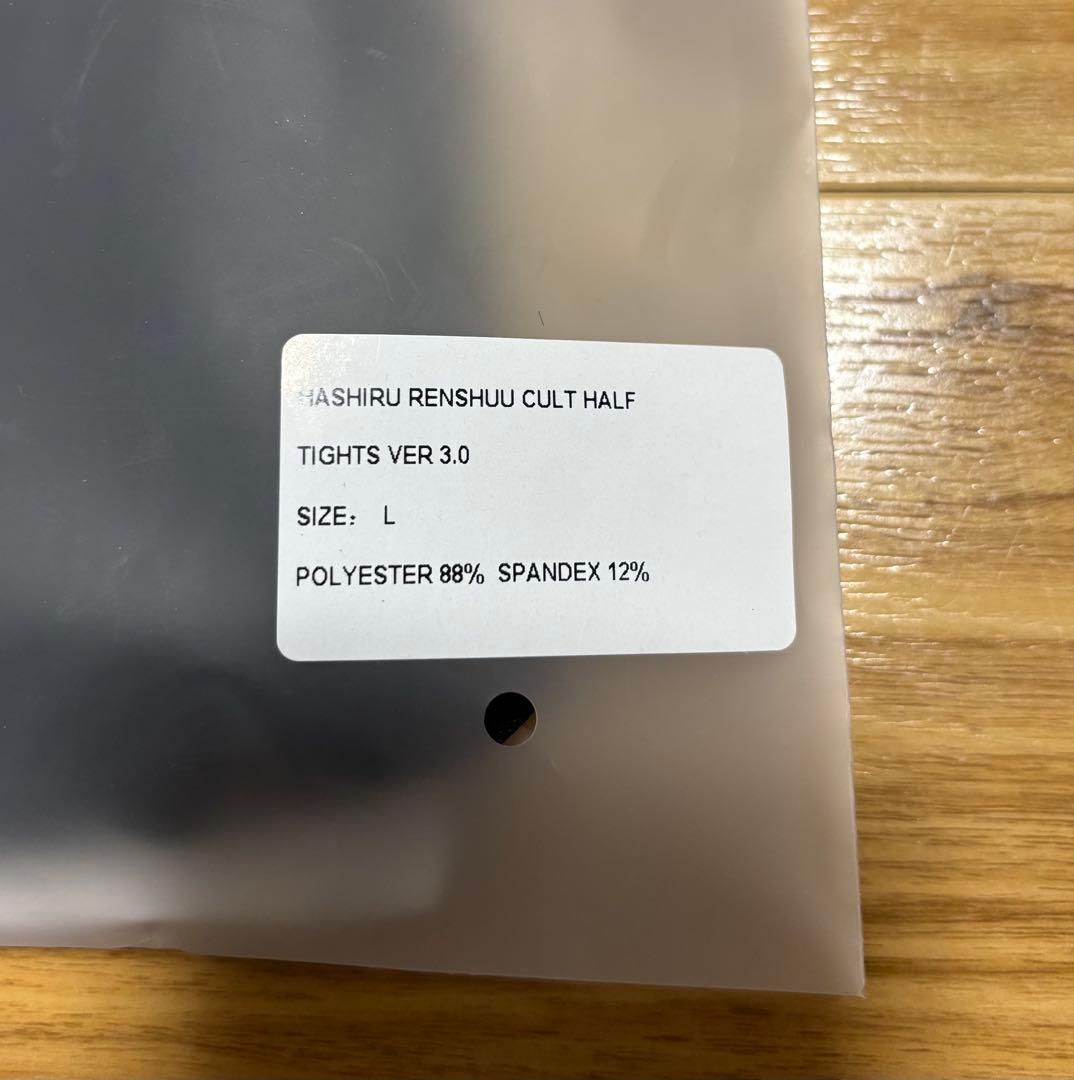 HASHIRU RENSHUU CULT HALF
TIGHTS VER 3.0
SIZE： L
POLYESTER 88% SPANDEX 12%